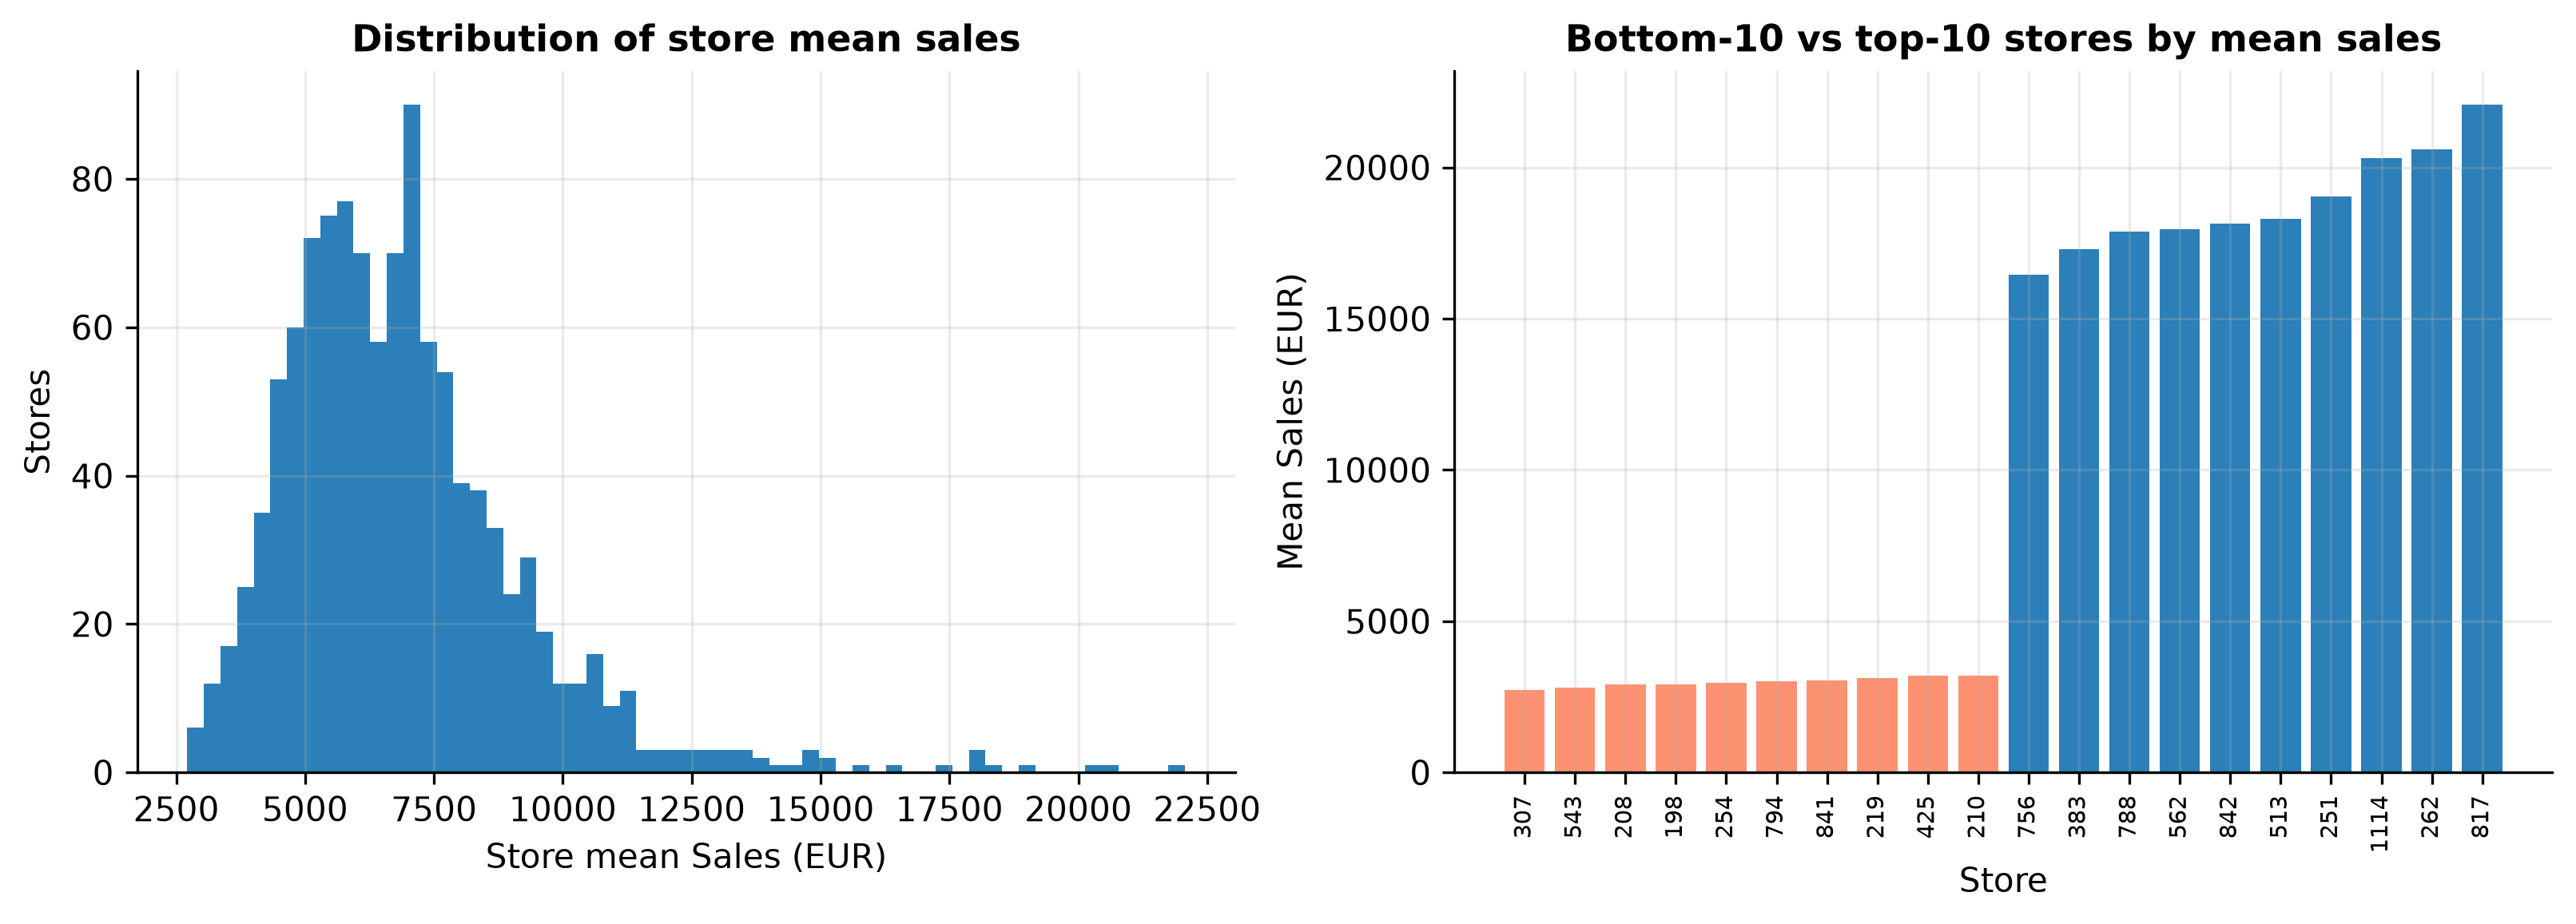 Distribution of store mean sales
Stores
80
60
40
20
0
2500 5000 7500 10000 12500 15000 17500 20000 22500
Store mean Sales (EUR)
Bottom-10 vs top-10 stores by mean sales
Mean Sales (EUR)
20000
15000
10000
5000
0
307 543 208 198 254 794 841 219 425 210 756 383 788 562 842 513 251 1114 262 817
Store